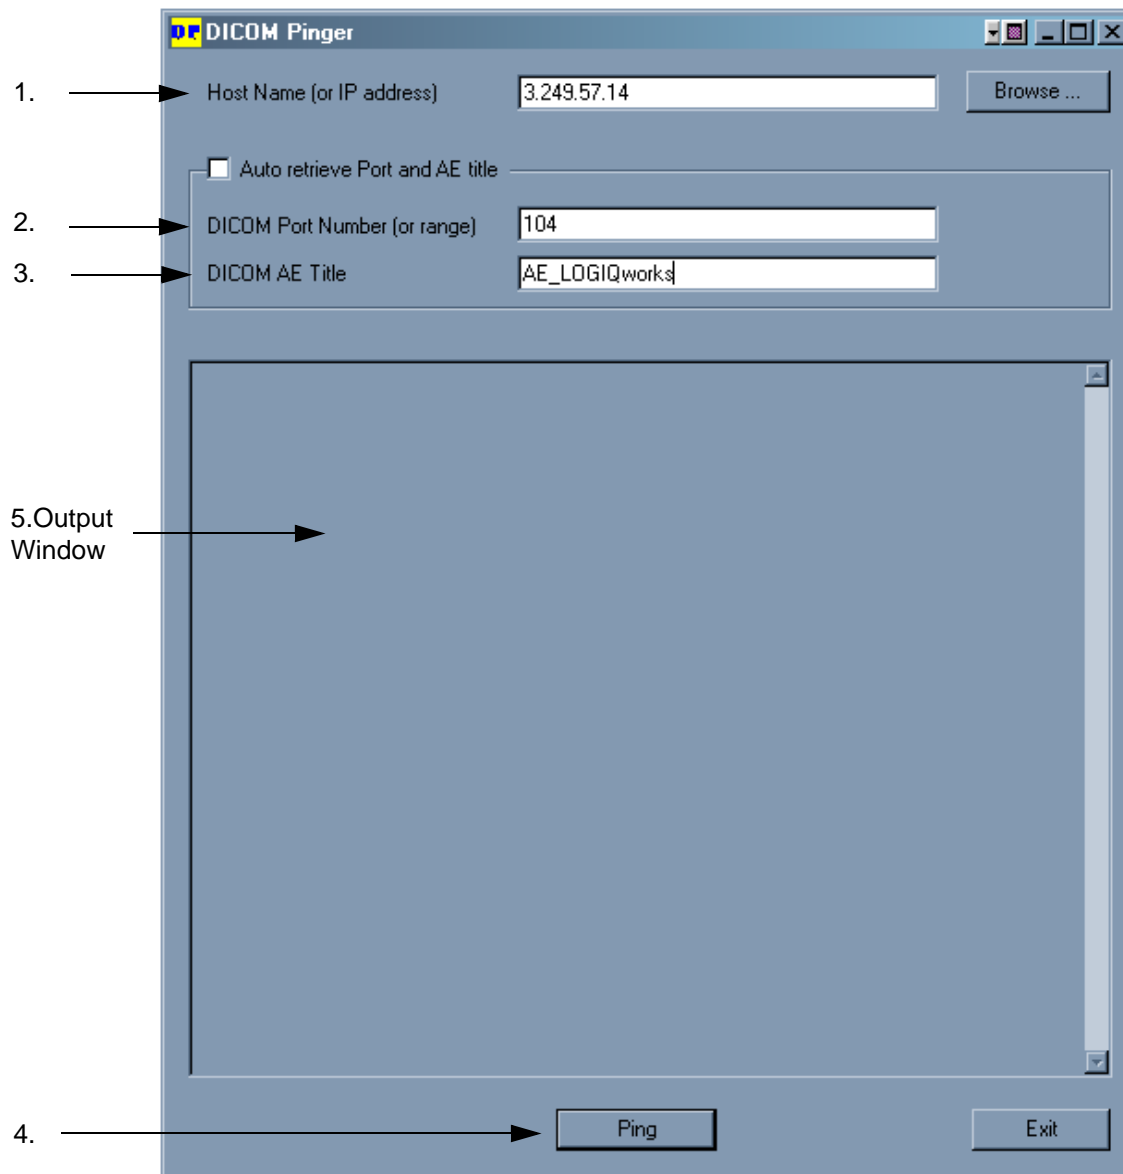 DICOM Pinger
1. Host Name (or IP address) 3.249.57.14 Browse ...
Auto retrieve Port and AE title
2. DICOM Port Number (or range) 104
3. DICOM AE Title AE_LOGIQworks
5.Output
Window
4. Ping Exit